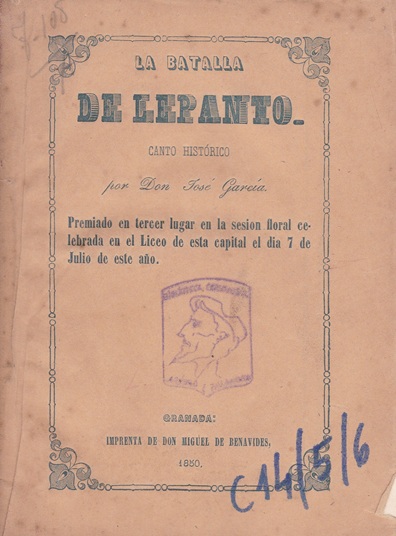 LA BATALLA
DE LEPANTO.
CANTO HISTÓRICO
por Don José García.
Premiado en tercer lugar en la sesion floral ce-
lebrada en el Liceo de esta capital el dia 7 de
Julio de este año.
GRANADA:
IMPRENTA DE DON MIGUEL DE BENAVIDES,
1850.
C14/5/6